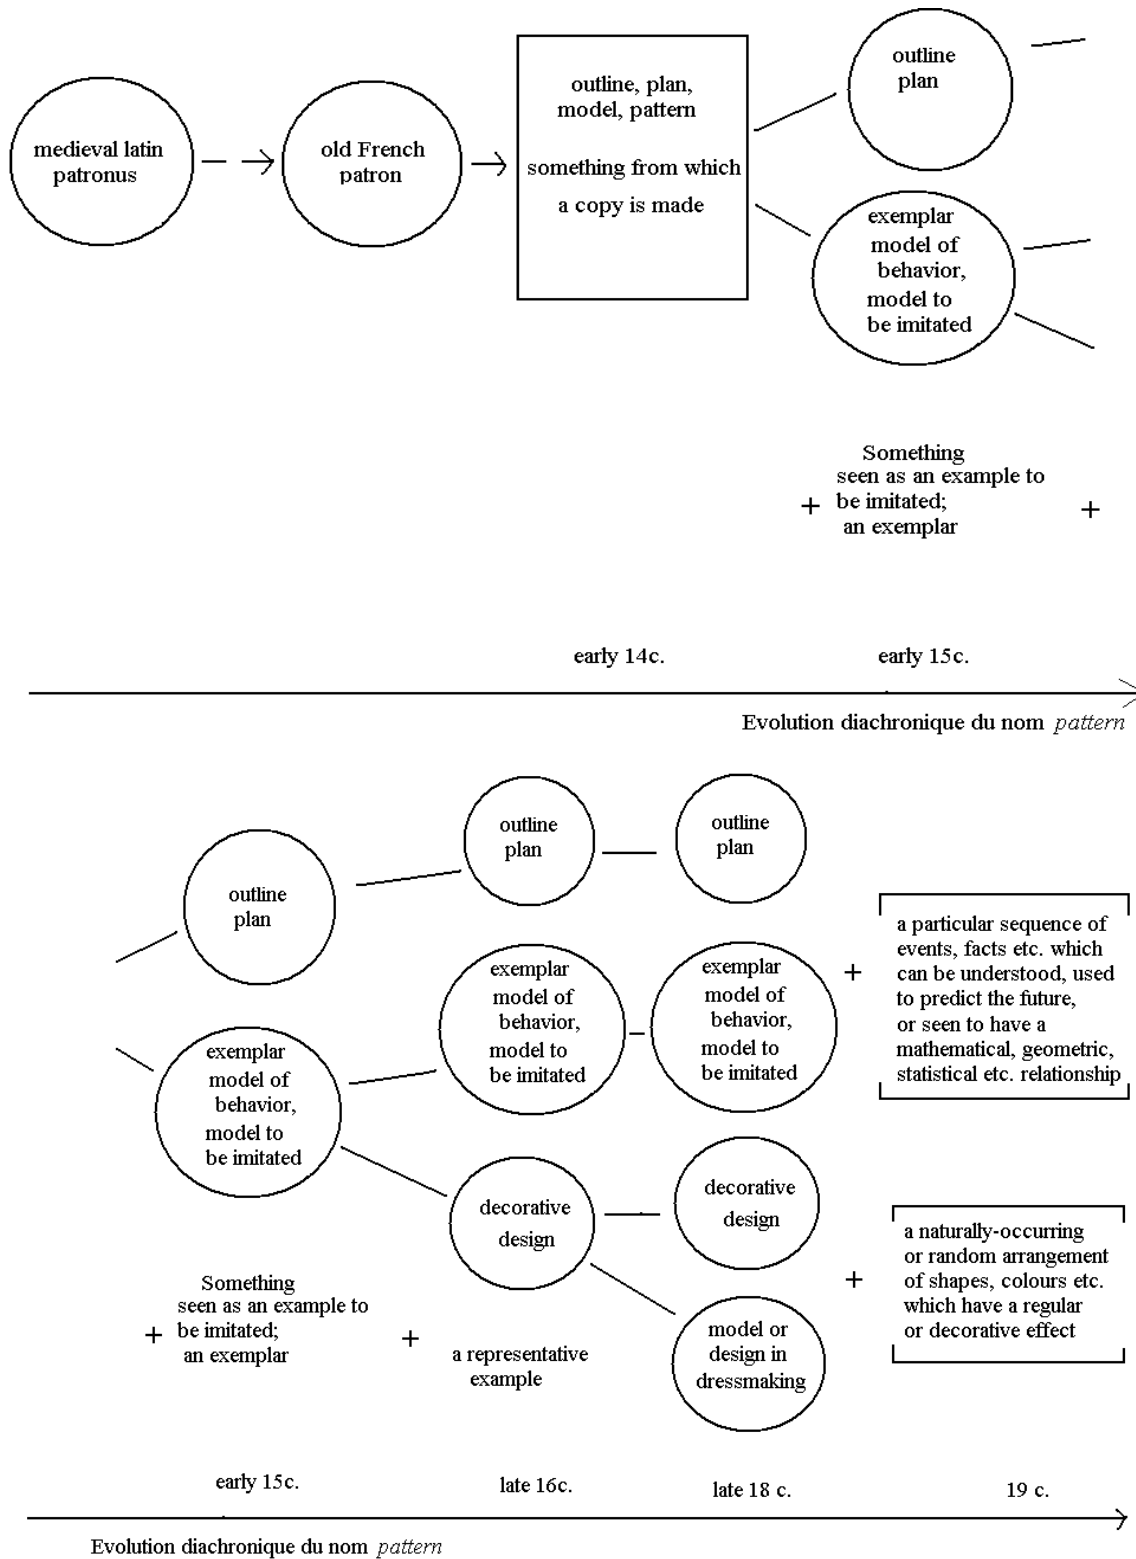 medieval latin
patronus
old French
patron
outline, plan,
model, pattern
something from which
a copy is made
outline
plan
exemplar
model of
behavior,
model to
be imitated
+
Something
seen as an example to
be imitated;
an exemplar
+
early 14c.
early 15c.
Evolution diachronique du nom pattern
outline
plan
exemplar
model of
behavior,
model to
be imitated
+
Something
seen as an example to
be imitated;
an exemplar
+
outline
plan
exemplar
model of
behavior,
model to
be imitated
decorative
design
a representative
example
outline
plan
exemplar
model of
behavior,
model to
be imitated
decorative
design
model or
design in
dressmaking
+
a particular sequence of
events, facts etc. which
can be understood, used
to predict the future,
or seen to have a
mathematical, geometric,
statistical etc. relationship
+
a naturally-occurring
or random arrangement
of shapes, colours etc.
which have a regular
or decorative effect
early 15c.
late 16c.
late 18 c.
19 c.
Evolution diachronique du nom pattern